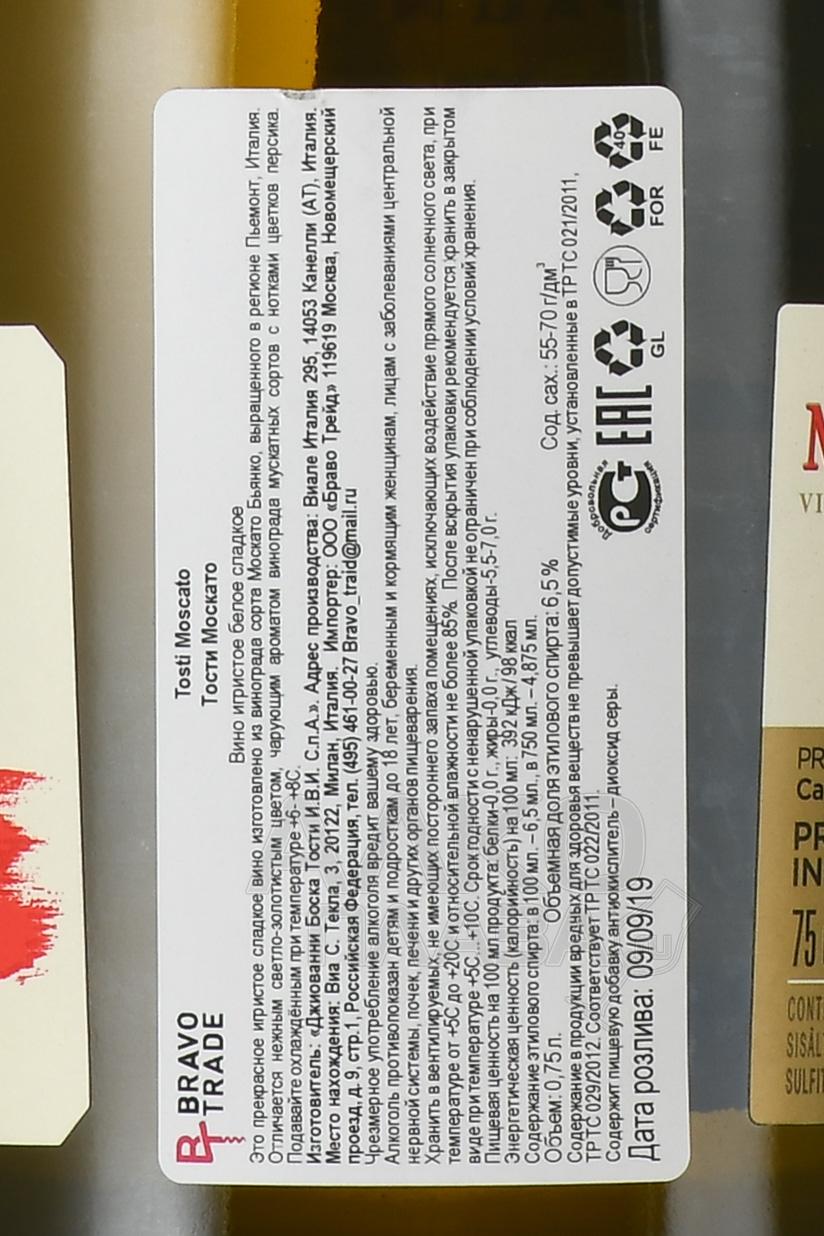 BRAVO
TRADE
Tosti Moscato
Тости Москато
Вино игристое белое сладкое
Это прекрасное игристое сладкое вино изготовлено из винограда сорта Москато Бьянко, выращенного в регионе Пьемонт, Италия.
Отличается нежным светло-золотистым цветом, чарующим ароматом винограда мускатных сортов с нотками цветков персика.
Подавайте охлаждённым при температуре +6- +8С.
Изготовитель: «Джиованни Боска Тости И.В.И. С.п.А.». Адрес производства: Виале Италия 295, 14053 Канелли (АТ), Италия.
Место нахождения: Виа С. Текла, 3, 20122, Милан, Италия. Импортер: ООО «Браво Трейд» 119619 Москва, Новомещерский
проезд, д. 9, стр.1, Российская Федерация, тел. (495) 461-00-27 Bravo_traid@mail.ru
Чрезмерное употребление алкоголя вредит вашему здоровью.
Алкоголь противопоказан детям и подросткам до 18 лет, беременным и кормящим женщинам, лицам с заболеваниями центральной
нервной системы, почек, печени и других органов пищеварения.
Хранить в вентилируемых, не имеющих постороннего запаха помещениях, исключающих воздействие прямого солнечного света, при
температуре от +5С до +20С и относительной влажности не более 85%. После вскрытия упаковки рекомендуется хранить в закрытом
виде при температуре +5С...+10С. Срок годности с ненарушенной упаковкой не ограничен при соблюдении условий хранения.
Пищевая ценность на 100 мл продукта: белки-0,0 г., жиры-0,0 г., углеводы-5,5-7,0 г.
Энергетическая ценность (калорийность) на 100 мл: 392 кДж/ 98 ккал
Содержание этилового спирта: в 100 мл. – 6,5 мл., в 750 мл. – 4,875 мл.
Объем: 0,75 л. Объемная доля этилового спирта: 6,5 % Сод. сах.: 55-70 г/дм³
Содержание в продукции вредных для здоровья веществ не превышает допустимые уровни, установленные в ТР ТС 021/2011,
ТР ТС 029/2012. Соответствует ТР ТС 022/2011.
Содержит пищевую добавку антиокислитель – диоксид серы.
Дата розлива: 09/09/19
Добровольная
РСТ
сертификация
EAC
GL
FOR
40
FE
M
VI
PR
Ca
PR
IN
75
CONT
SISÄLT
SULFIT